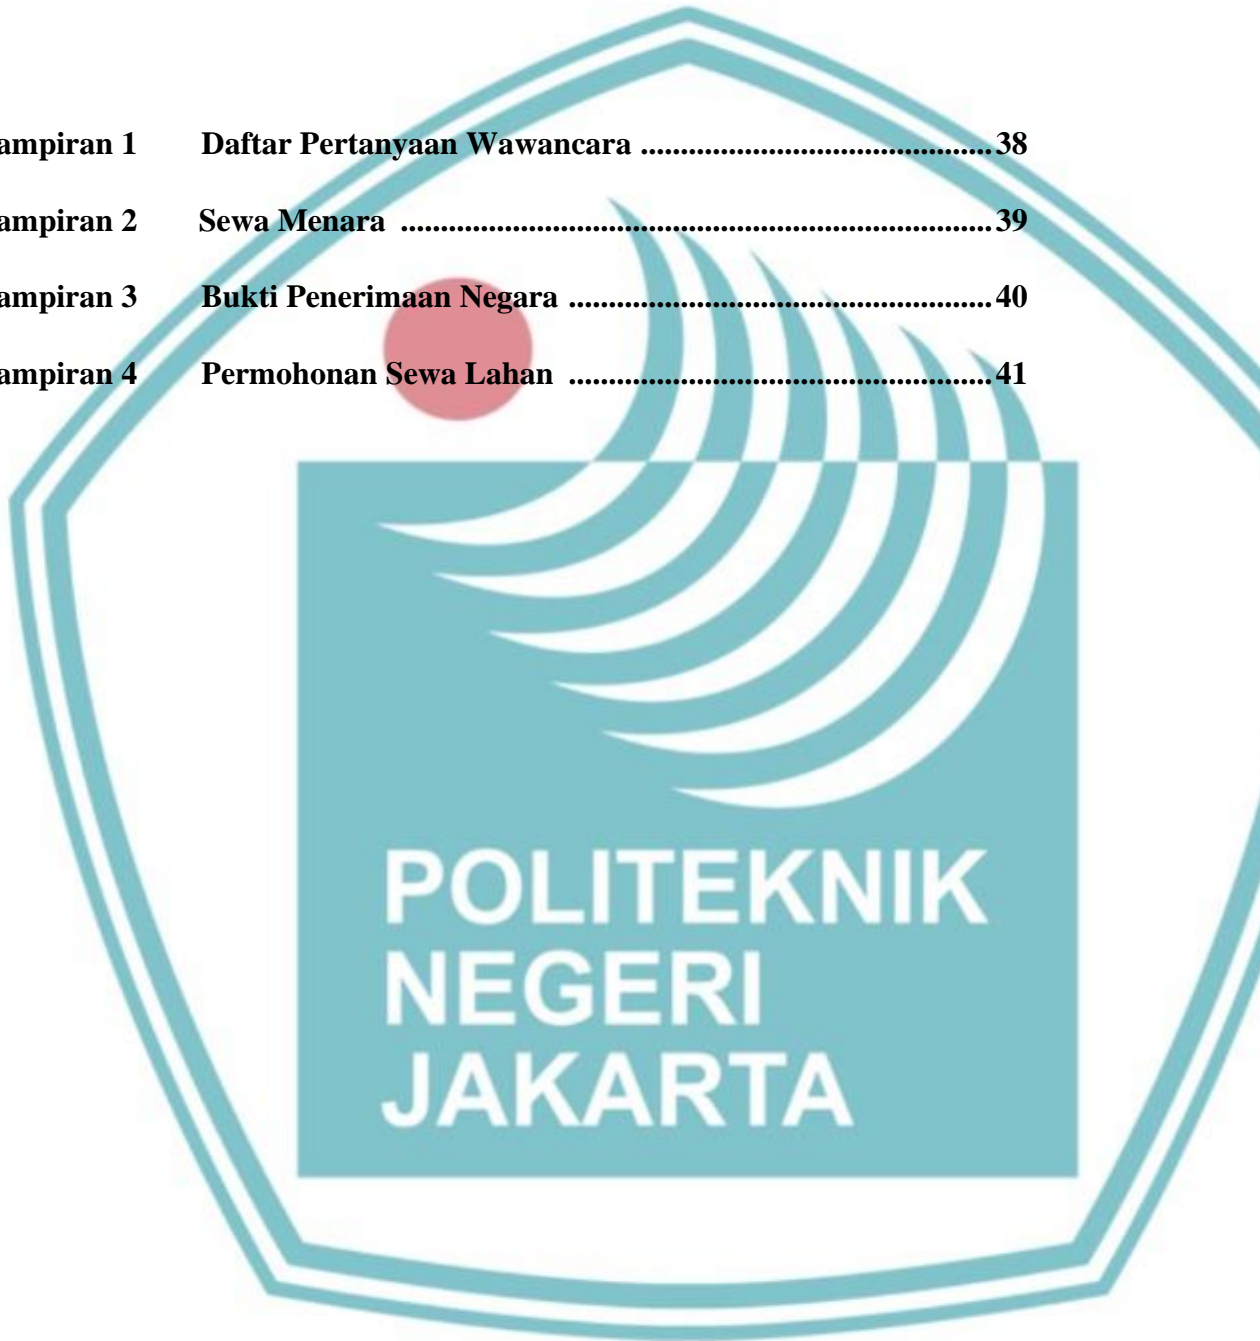 ampiran 1 Daftar Pertanyaan Wawancara ............................................ 38
ampiran 2 Sewa Menara .......................................................................... 39
ampiran 3 Bukti Penerimaan Negara ..................................................... 40
ampiran 4 Permohonan Sewa Lahan ..................................................... 41
POLITEKNIK
NEGERI
JAKARTA